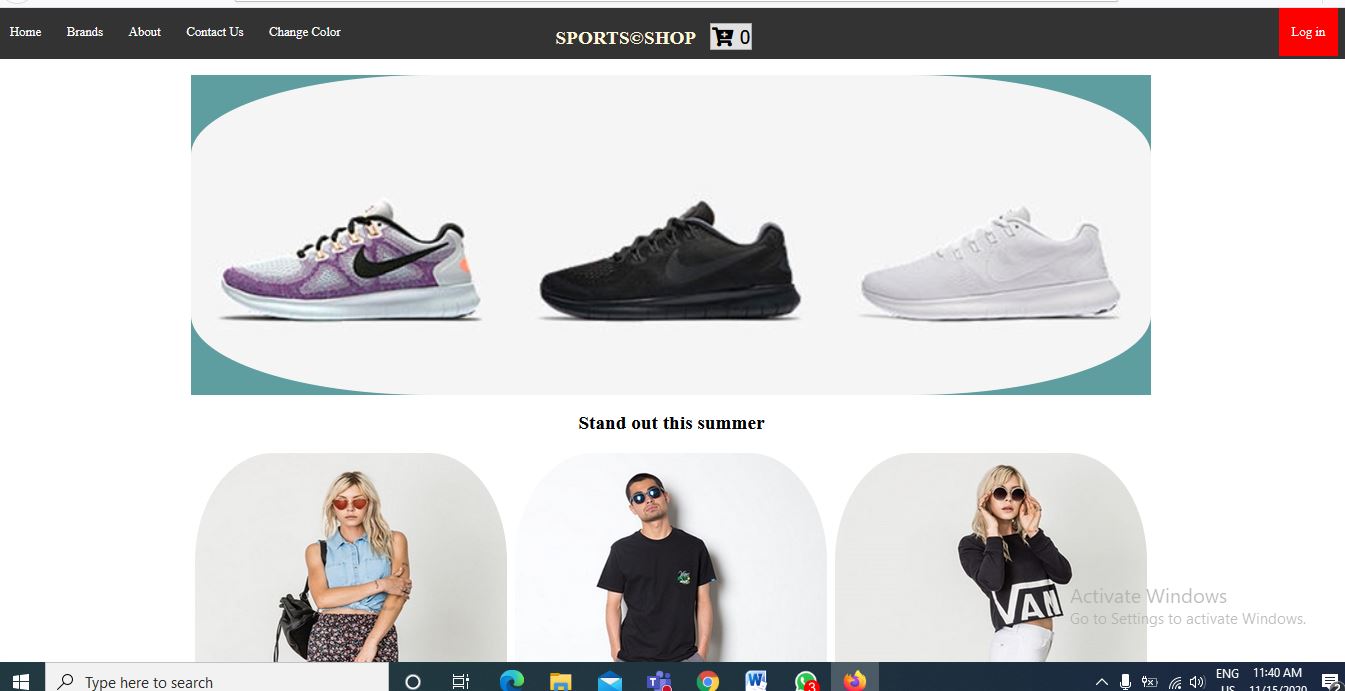 Home Brands About Contact Us Change Color
SPORTS©SHOP 0
Log in
Stand out this summer
Vans
VAN
Activate Windows
Go to Settings to activate Windows.
Type here to search
W
3
ENG
US
11:40 AM
11/15/2020
2